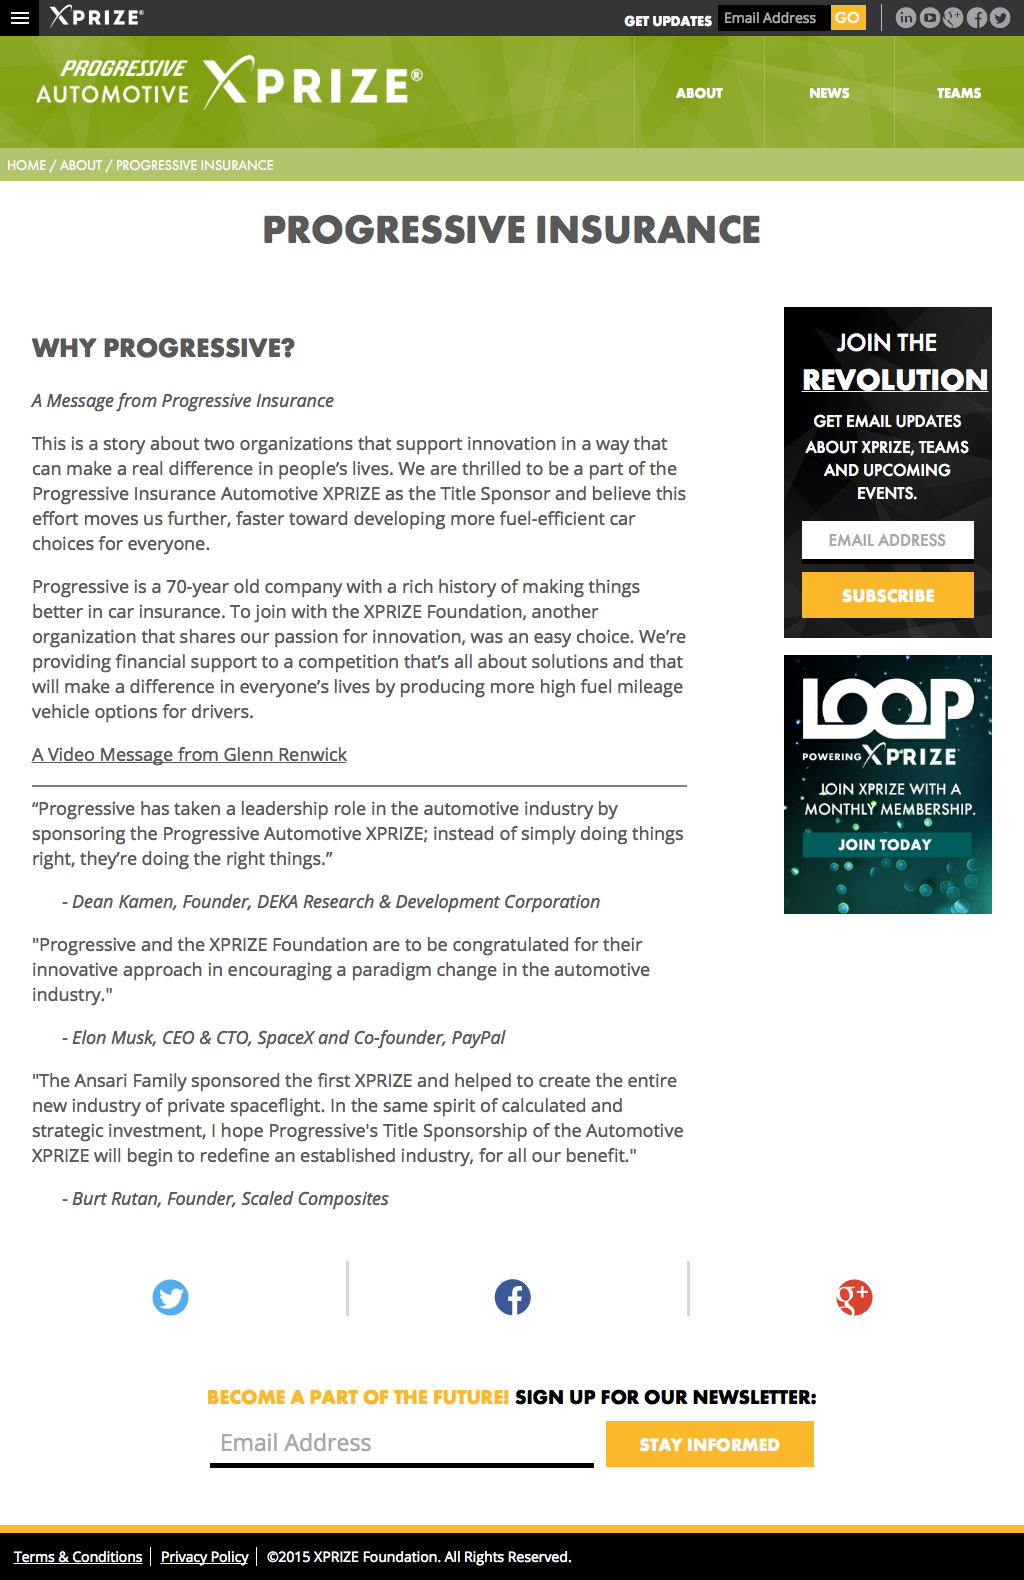 XPRIZE®
GET UPDATES
Email Address
GO
PROGRESSIVE
AUTOMOTIVE
XPRIZE®
ABOUT
NEWS
TEAMS
HOME / ABOUT / PROGRESSIVE INSURANCE
PROGRESSIVE INSURANCE
WHY PROGRESSIVE?
A Message from Progressive Insurance
This is a story about two organizations that support innovation in a way that
can make a real difference in people’s lives. We are thrilled to be a part of the
Progressive Insurance Automotive XPRIZE as the Title Sponsor and believe this
effort moves us further, faster toward developing more fuel-efficient car
choices for everyone.
Progressive is a 70-year old company with a rich history of making things
better in car insurance. To join with the XPRIZE Foundation, another
organization that shares our passion for innovation, was an easy choice. We’re
providing financial support to a competition that’s all about solutions and that
will make a difference in everyone’s lives by producing more high fuel mileage
vehicle options for drivers.
A Video Message from Glenn Renwick
“Progressive has taken a leadership role in the automotive industry by
sponsoring the Progressive Automotive XPRIZE; instead of simply doing things
right, they’re doing the right things.”
- Dean Kamen, Founder, DEKA Research & Development Corporation
"Progressive and the XPRIZE Foundation are to be congratulated for their
innovative approach in encouraging a paradigm change in the automotive
industry."
- Elon Musk, CEO & CTO, SpaceX and Co-founder, PayPal
"The Ansari Family sponsored the first XPRIZE and helped to create the entire
new industry of private spaceflight. In the same spirit of calculated and
strategic investment, I hope Progressive's Title Sponsorship of the Automotive
XPRIZE will begin to redefine an established industry, for all our benefit."
- Burt Rutan, Founder, Scaled Composites
JOIN THE
REVOLUTION
GET EMAIL UPDATES
ABOUT XPRIZE, TEAMS
AND UPCOMING
EVENTS.
EMAIL ADDRESS
SUBSCRIBE
LOOP™
POWERING XPRIZE
JOIN XPRIZE WITH A
MONTHLY MEMBERSHIP.
JOIN TODAY
BECOME A PART OF THE FUTURE! SIGN UP FOR OUR NEWSLETTER:
Email Address
STAY INFORMED
Terms & Conditions
Privacy Policy
©2015 XPRIZE Foundation. All Rights Reserved.